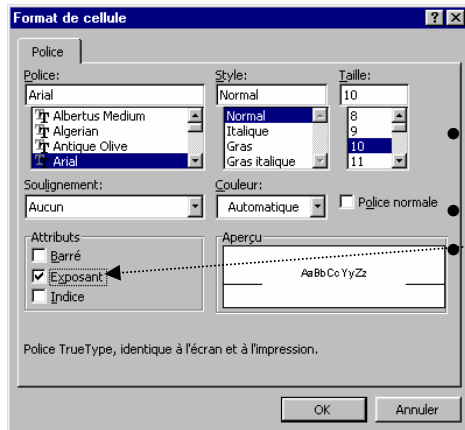 Format de cellule
Police
Police: Style: Taille:
Arial Normal 10
Albertus Medium Normal 8
Algerian Italique 9
Antique Olive Gras 10
Arial Gras italique 11
Soulignement: Couleur:
Aucun Automatique Police normale
Attributs Aperçu
Barré
Exposant AaBbCcYyZz
Indice
Police TrueType, identique à l'écran et à l'impression.
OK Annuler